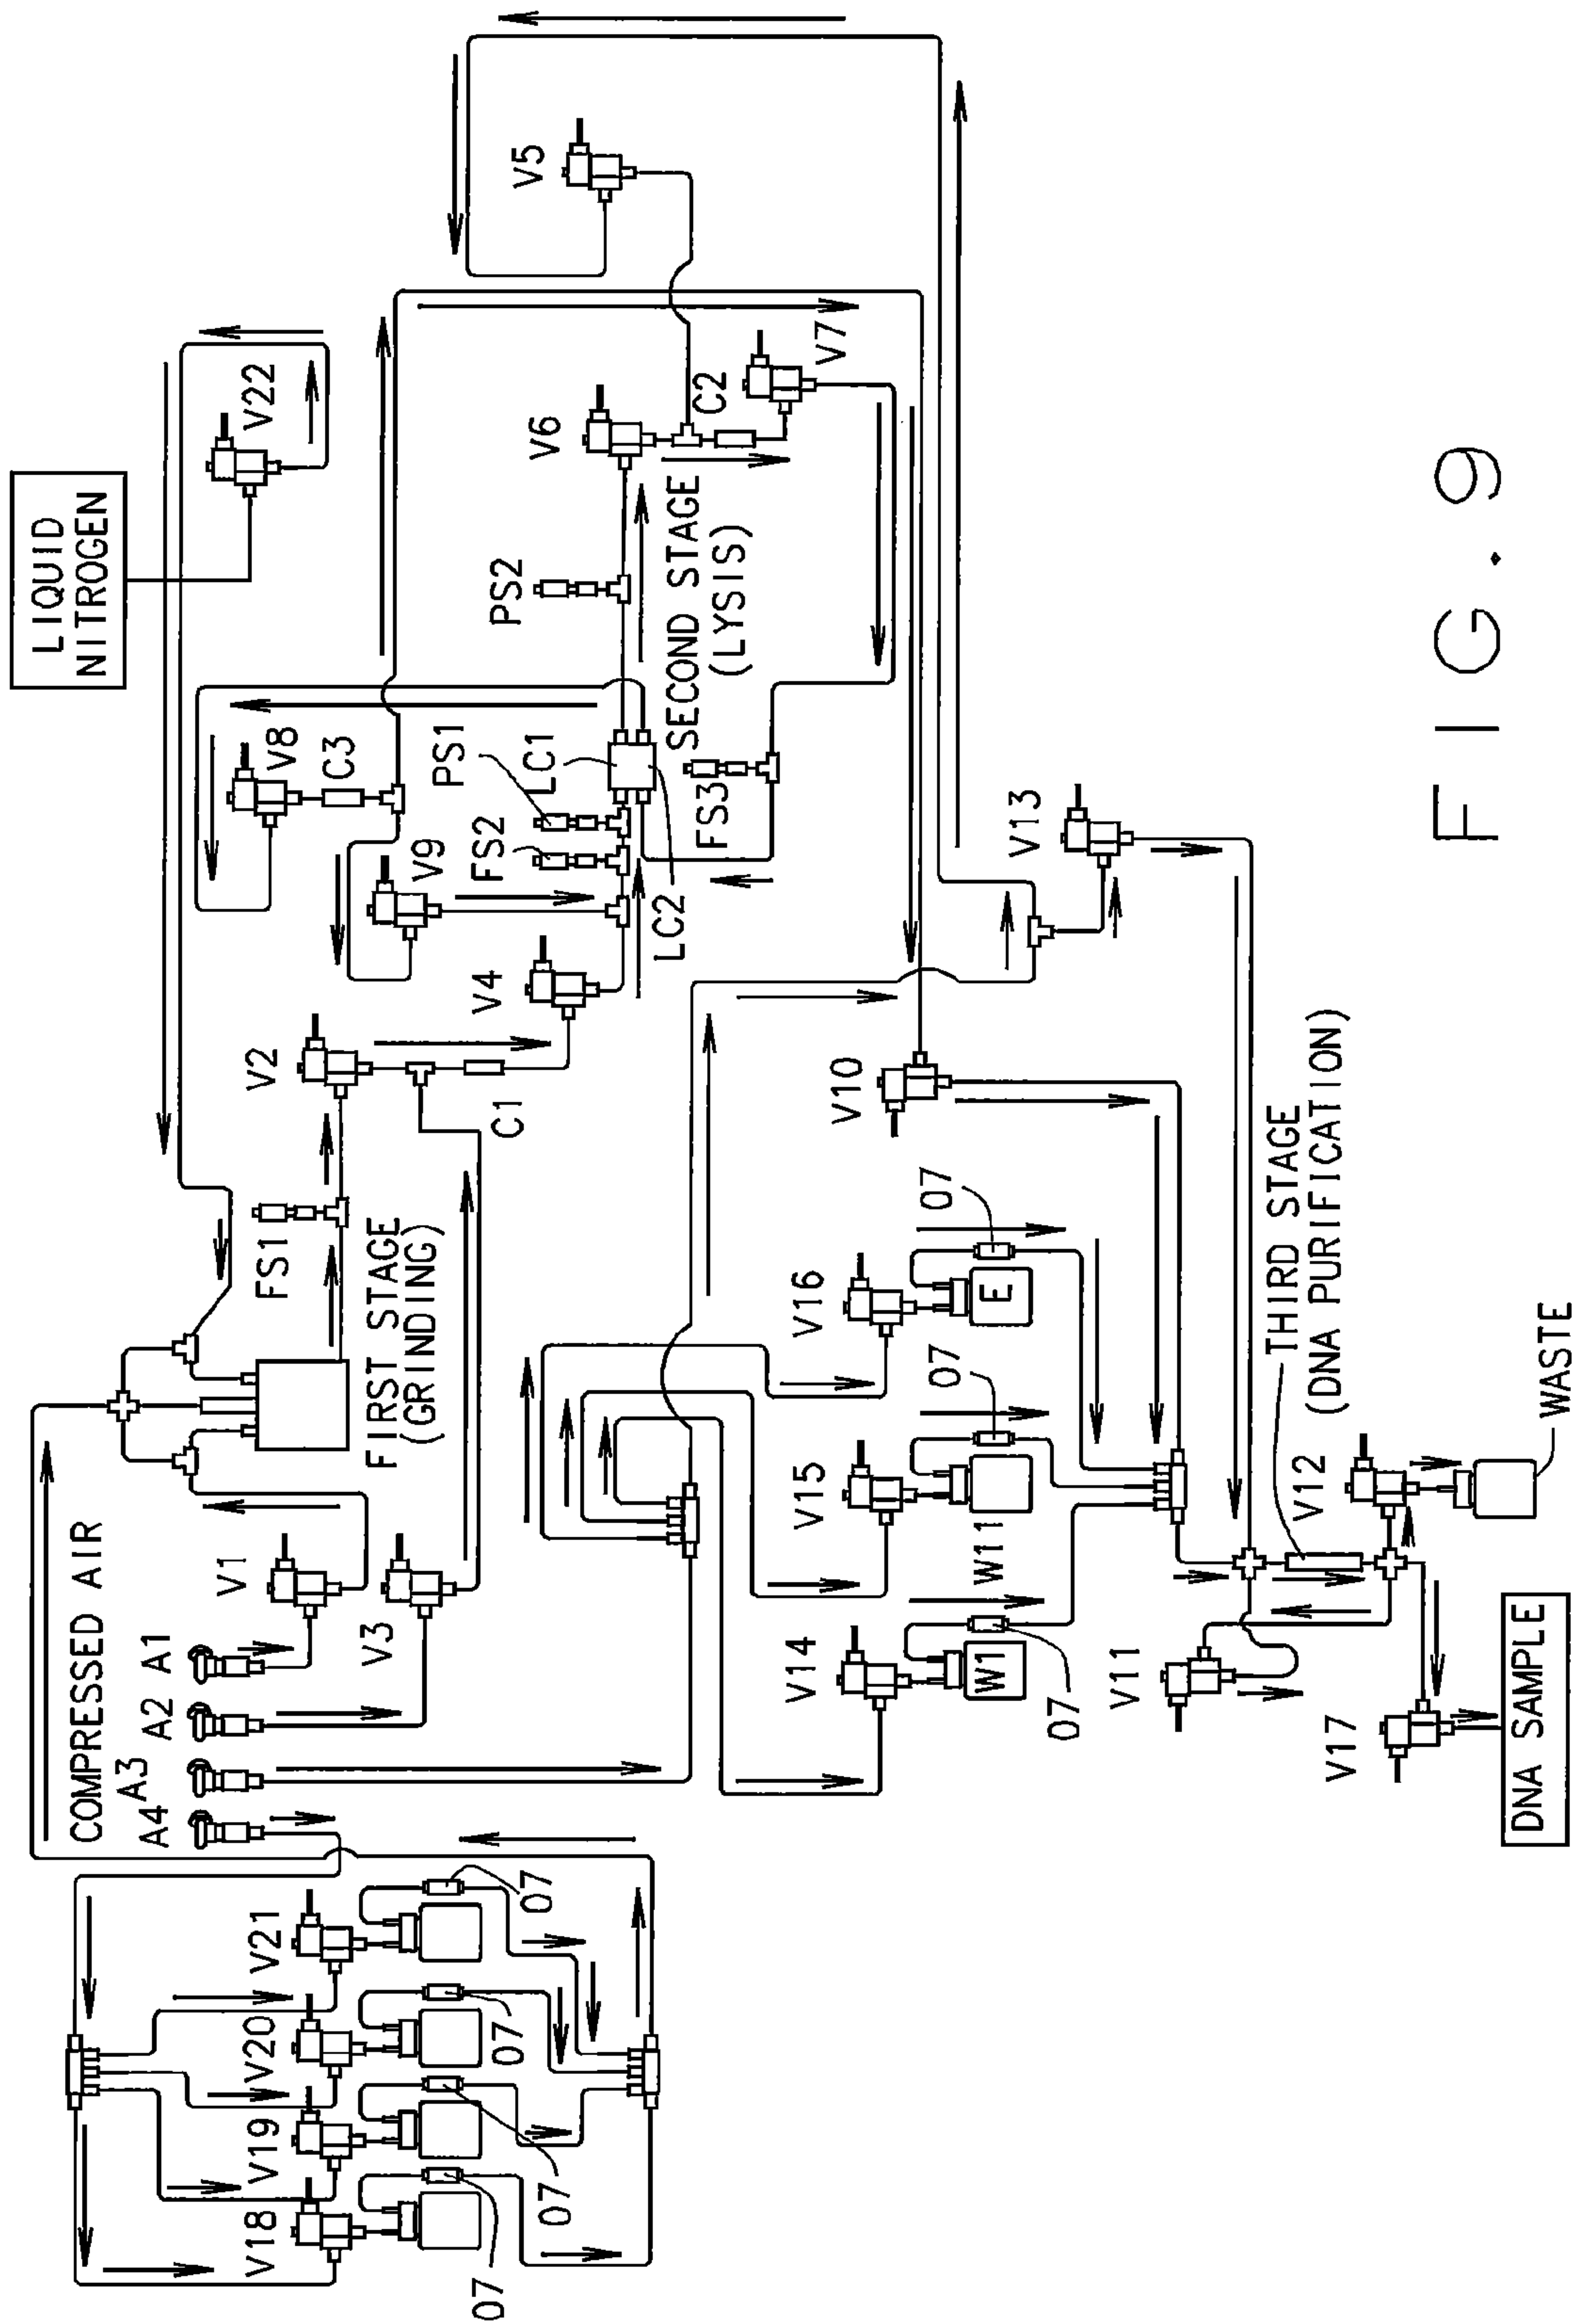 LIQUID
NITROGEN
V22
V5
V6
V7
C2
PS2
SECOND STAGE
(LYSIS)
V8
C3
PS1
LC1
FS2
V9
FS3
LC2
V4
V2
C1
FS1
FIRST STAGE
(GRINDING)
COMPRESSED AIR
V1
V3
A1
A2
A3
A4
V21
V20
V19
V18
07
07
07
07
V13
V10
V16
E
07
V15
W11
07
V14
W1
07
THIRD STAGE
(DNA PURIFICATION)
V12
WASTE
V11
V17
DNA SAMPLE
FIG. 9